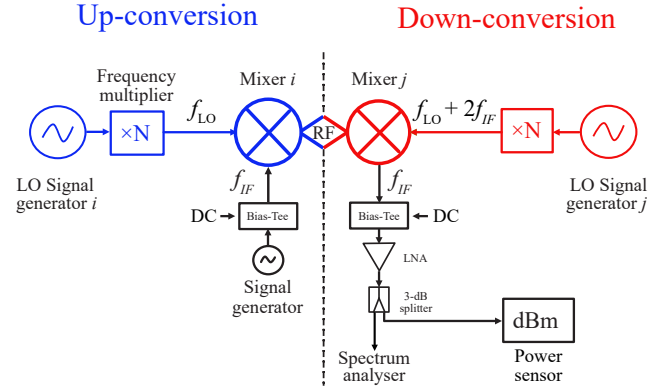 Up-conversion
Down-conversion
Frequency
multiplier
Mixer i
Mixer j
×N
f_LO
RF
f_LO + 2f_IF
×N
LO Signal
generator i
f_IF
f_IF
LO Signal
generator j
DC
Bias-Tee
Bias-Tee
DC
LNA
Signal
generator
3-dB
splitter
dBm
Spectrum
analyser
Power
sensor